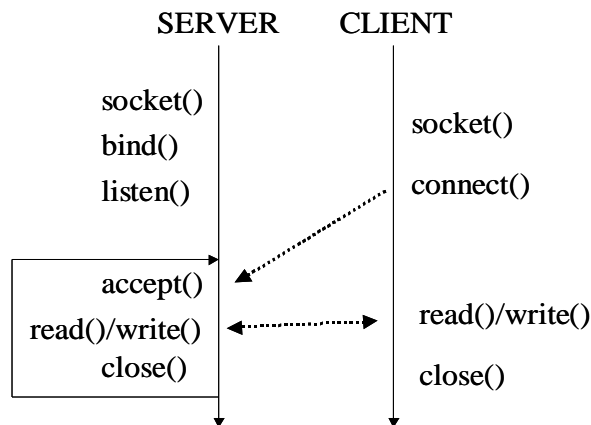 SERVER
CLIENT
socket()
bind()
listen()
accept()
read()/write()
close()
socket()
connect()
read()/write()
close()